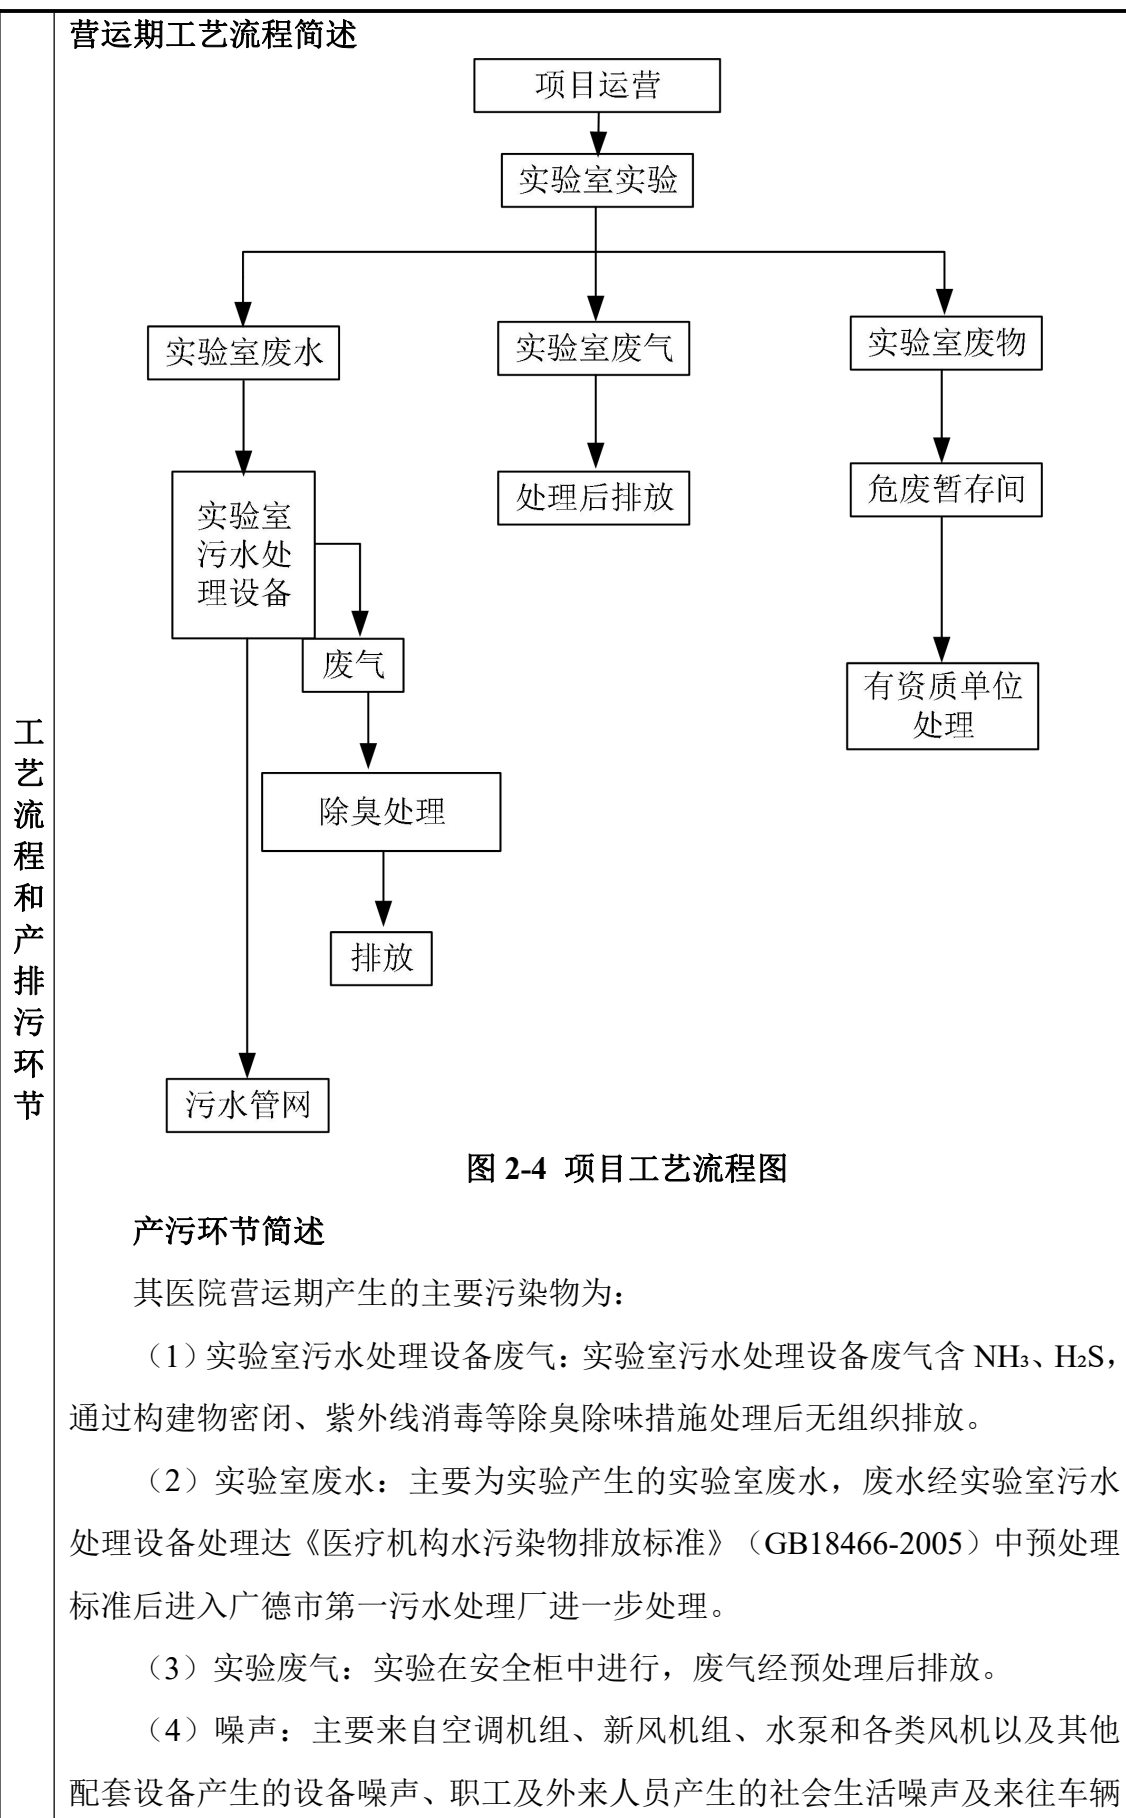 营运期工艺流程简述
项目运营
实验室实验
实验室废水
实验室废气
实验室废物
实验室
污水处
理设备
处理后排放
危废暂存间
废气
有资质单位
处理
除臭处理
排放
污水管网
工艺流程和产排污环节
图 2-4 项目工艺流程图
产污环节简述
其医院营运期产生的主要污染物为：
（1）实验室污水处理设备废气：实验室污水处理设备废气含 NH₃、H₂S，
通过构建物密闭、紫外线消毒等除臭除味措施处理后无组织排放。
（2）实验室废水：主要为实验产生的实验室废水，废水经实验室污水
处理设备处理达《医疗机构水污染物排放标准》（GB18466-2005）中预处理
标准后进入广德市第一污水处理厂进一步处理。
（3）实验废气：实验在安全柜中进行，废气经预处理后排放。
（4）噪声：主要来自空调机组、新风机组、水泵和各类风机以及其他
配套设备产生的设备噪声、职工及外来人员产生的社会生活噪声及来往车辆